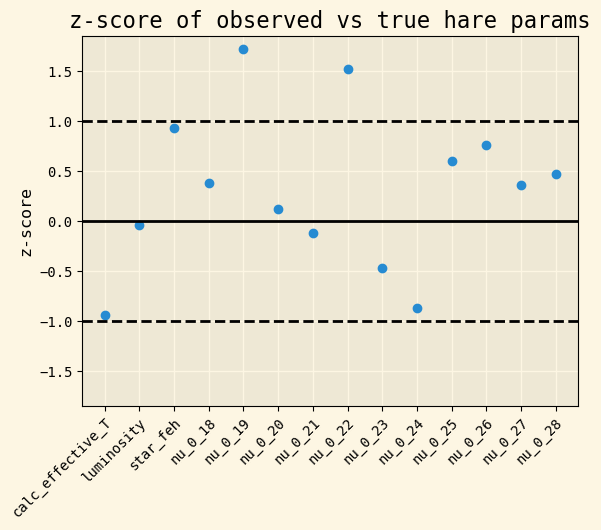 z-score of observed vs true hare params
z-score
1.5
1.0
0.5
0.0
−0.5
−1.0
−1.5
calc_effective_T
luminosity
star_feh
nu_0_18
nu_0_19
nu_0_20
nu_0_21
nu_0_22
nu_0_23
nu_0_24
nu_0_25
nu_0_26
nu_0_27
nu_0_28